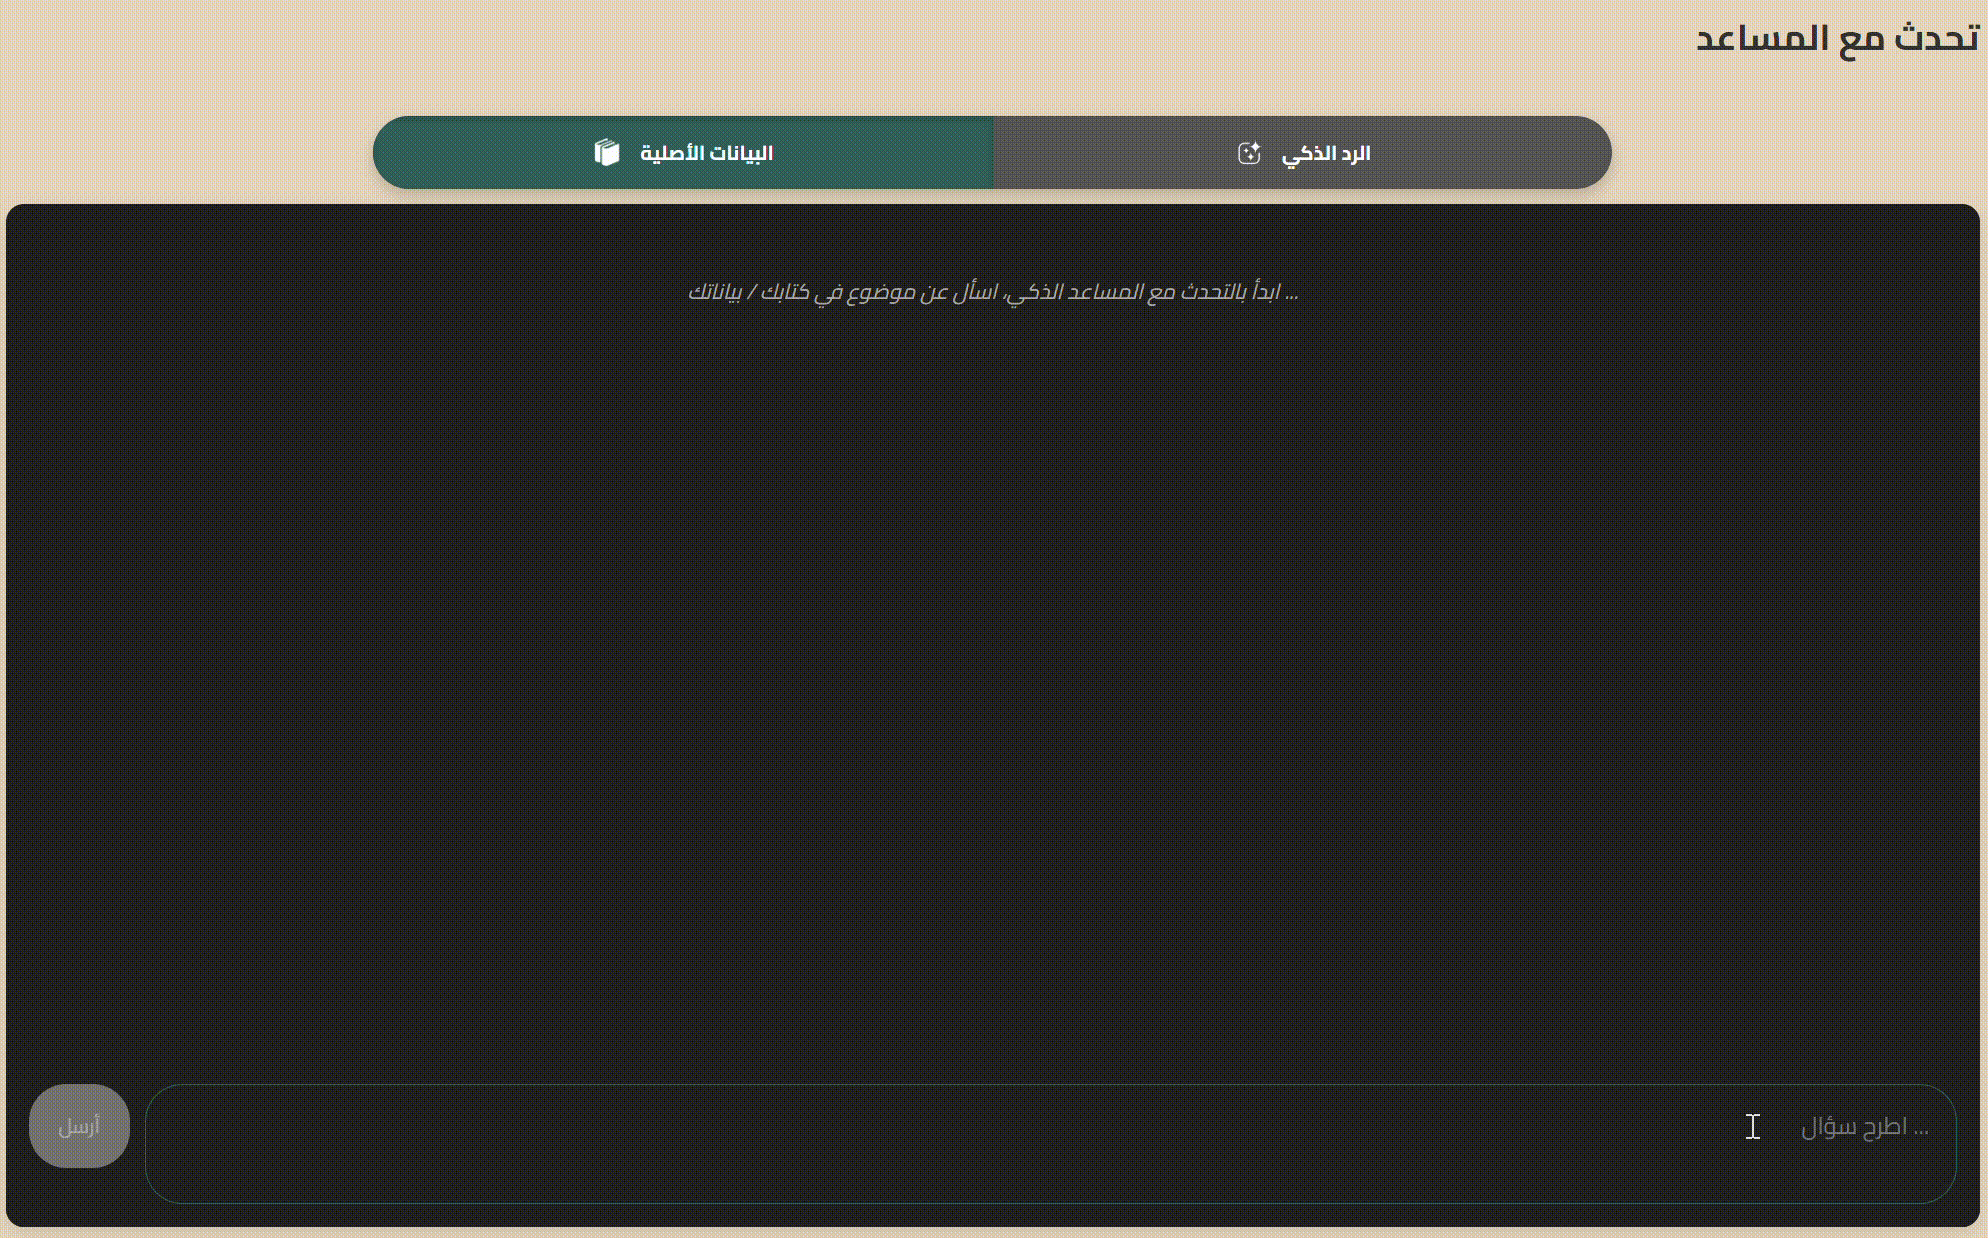 تحدث مع المساعد
الرد الذكي
البيانات الأصلية
... ابدأ بالتحدث مع المساعد الذكي، اسأل عن موضوع في كتابك / بياناتك
... اطرح سؤال
أرسل